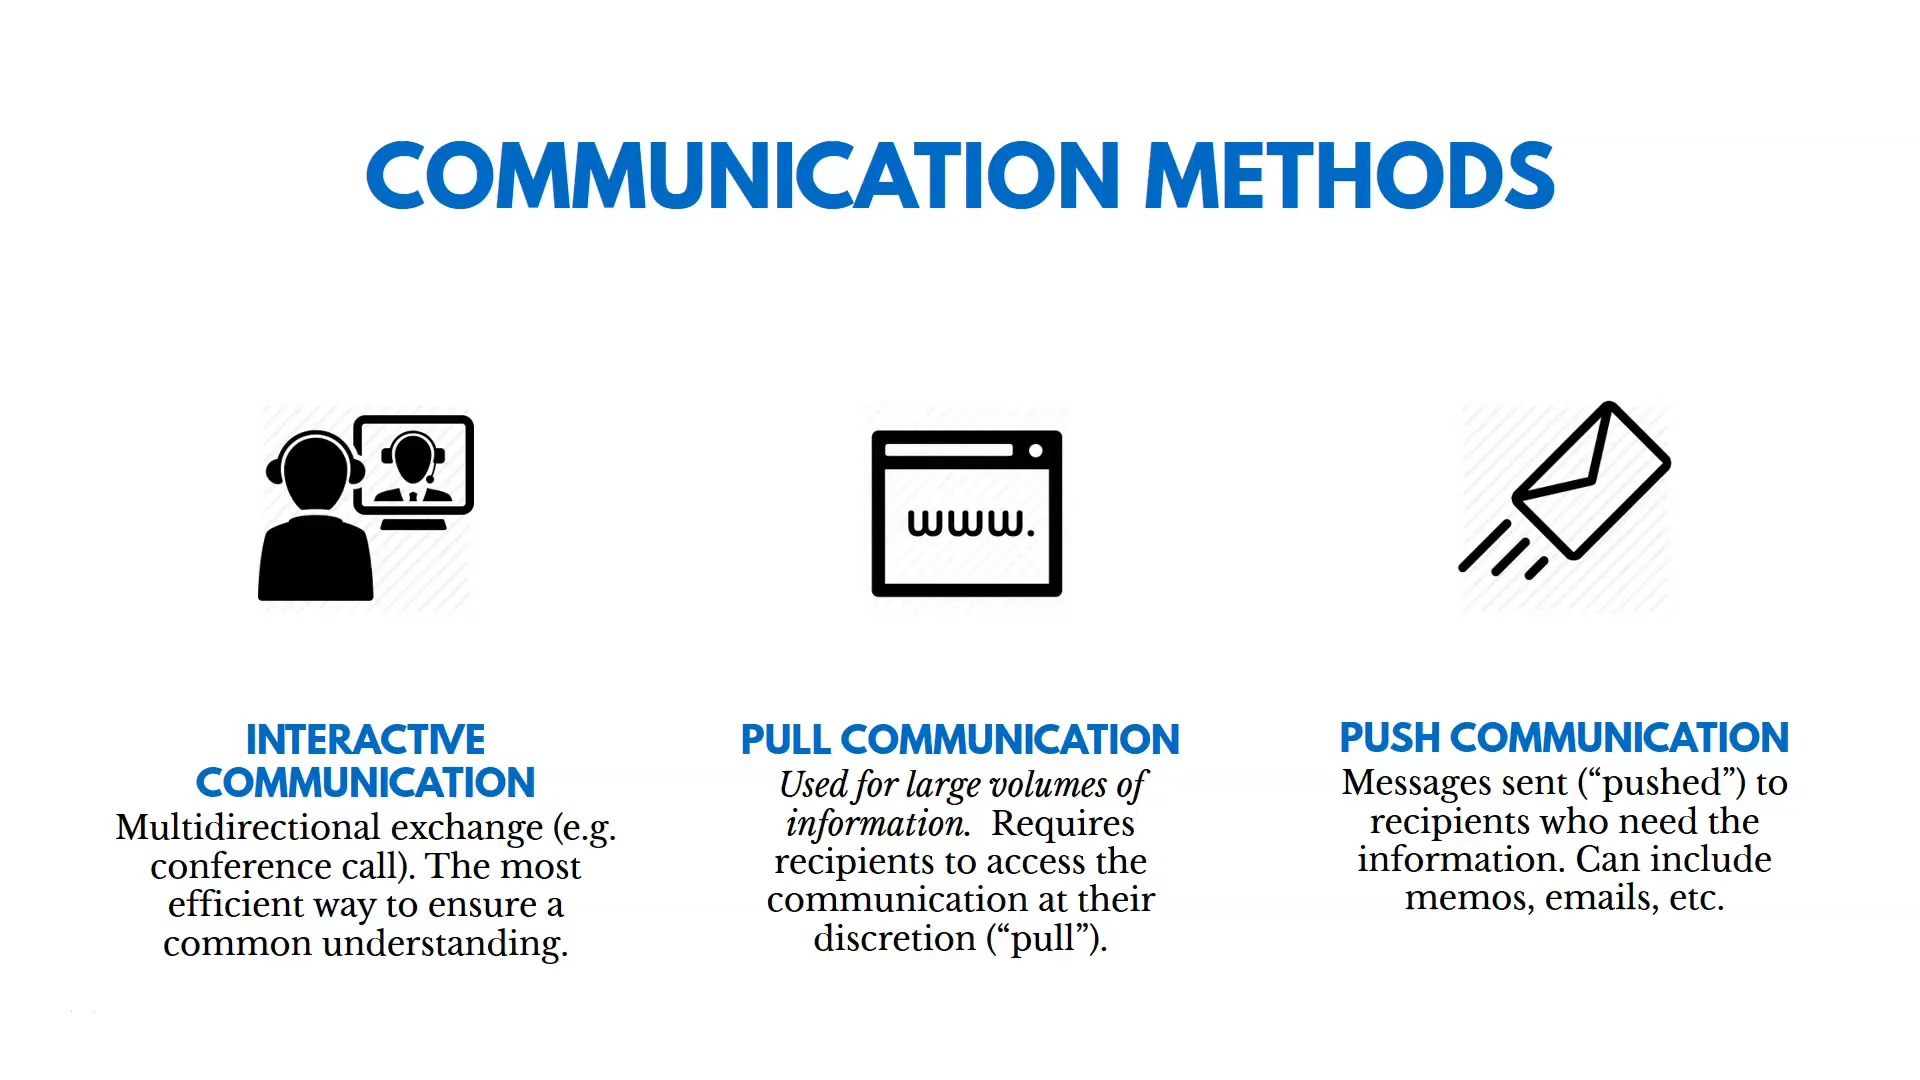 COMMUNICATION METHODS
www.
INTERACTIVE
COMMUNICATION
Multidirectional exchange (e.g.
conference call). The most
efficient way to ensure a
common understanding.
PULL COMMUNICATION
Used for large volumes of
information.  Requires
recipients to access the
communication at their
discretion (“pull”).
PUSH COMMUNICATION
Messages sent (“pushed”) to
recipients who need the
information. Can include
memos, emails, etc.